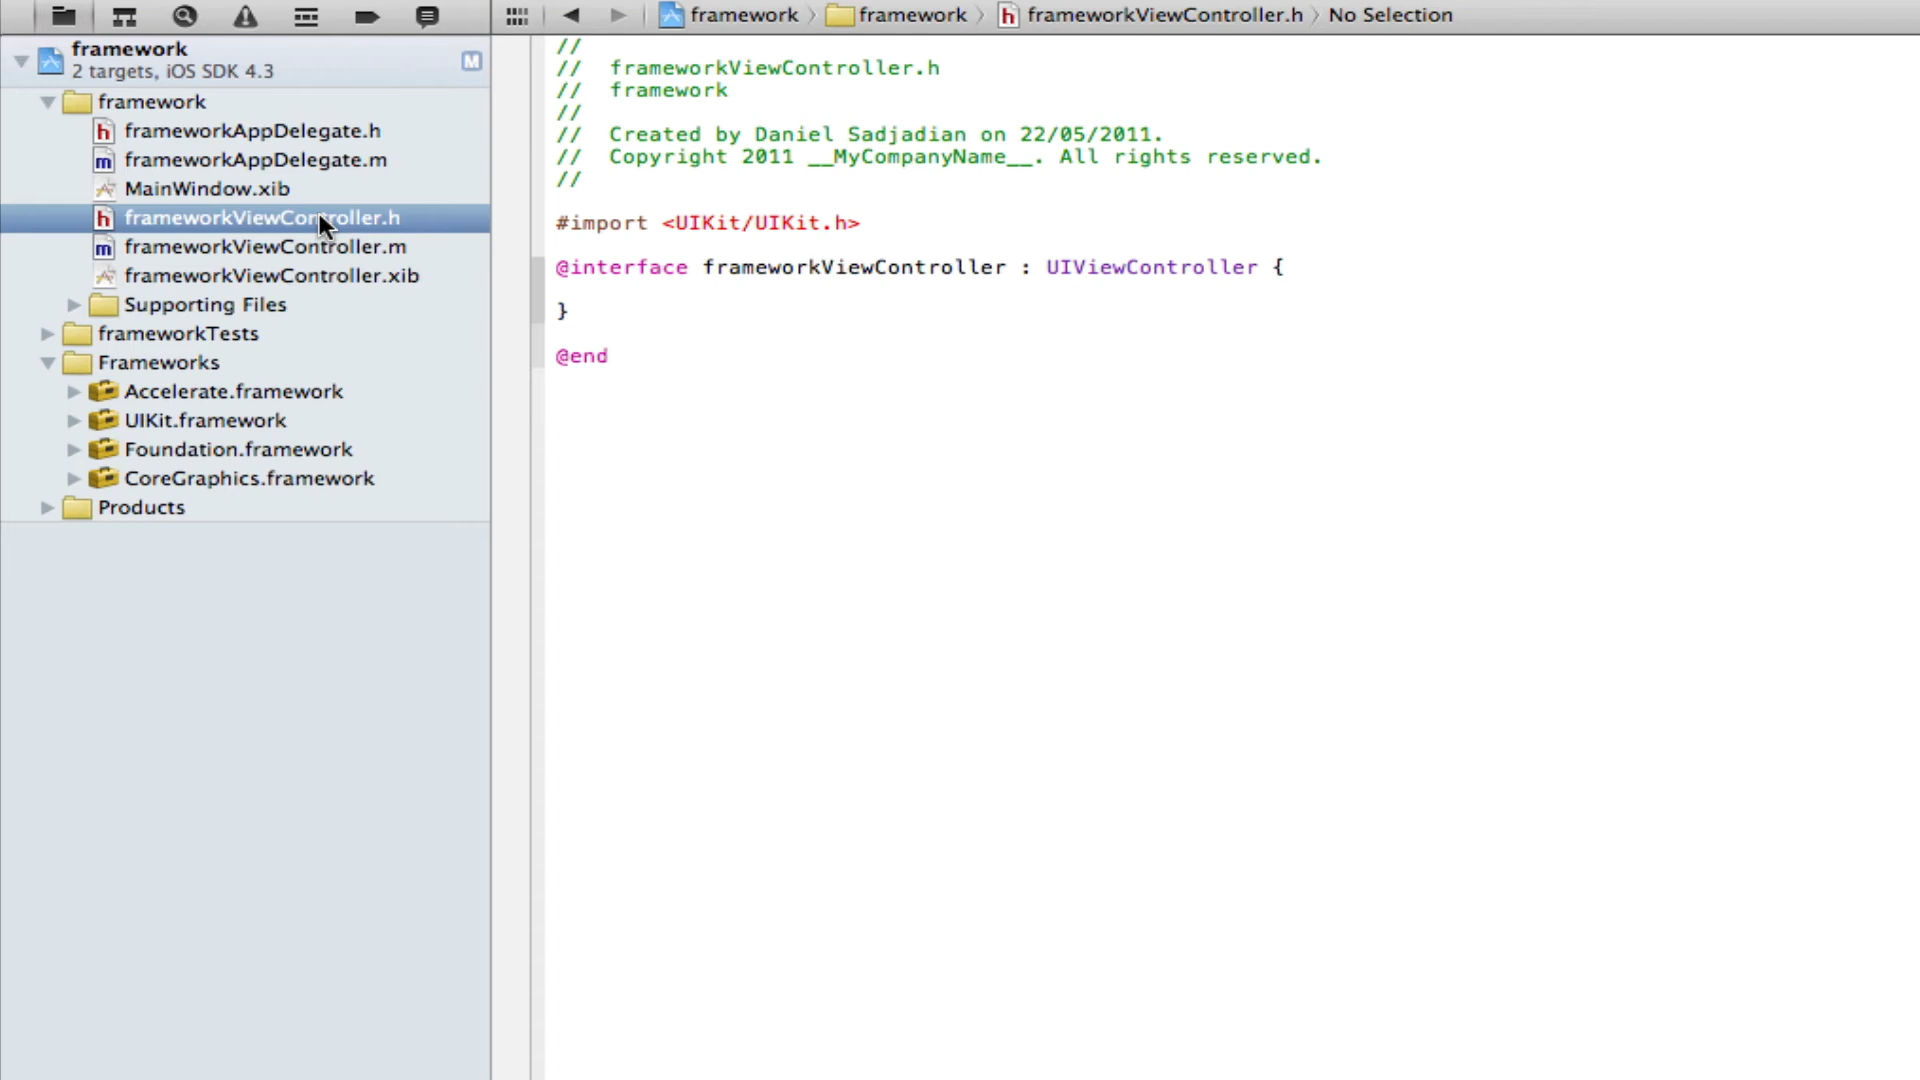 framework
2 targets, iOS SDK 4.3
M
framework
h frameworkAppDelegate.h
m frameworkAppDelegate.m
MainWindow.xib
h frameworkViewController.h
m frameworkViewController.m
frameworkViewController.xib
Supporting Files
frameworkTests
Frameworks
Accelerate.framework
UIKit.framework
Foundation.framework
CoreGraphics.framework
Products
framework framework h frameworkViewController.h No Selection
//
// frameworkViewController.h
// framework
//
// Created by Daniel Sadjadian on 22/05/2011.
// Copyright 2011 __MyCompanyName__. All rights reserved.
//
#import <UIKit/UIKit.h>
@interface frameworkViewController : UIViewController {
}
@end